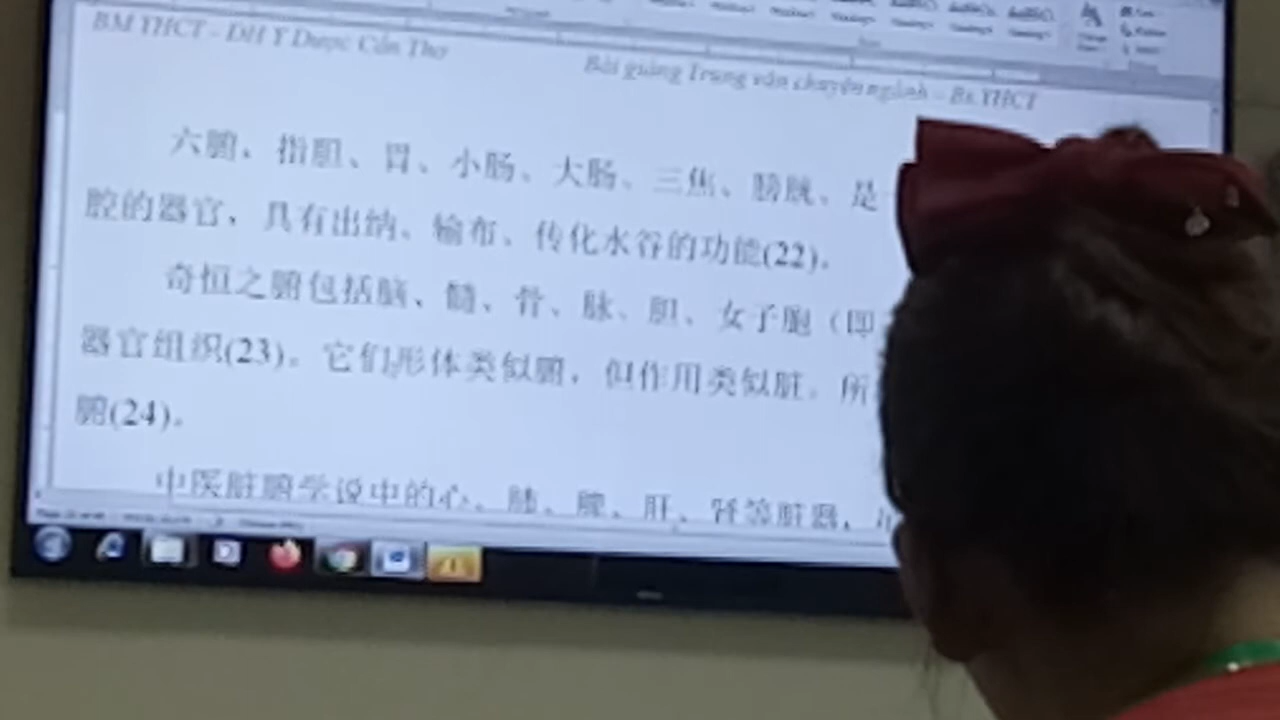 BM YHCT - ĐH Y Dược Cần Thơ
Bài giảng Trung văn chuyên ngành - Bs YHCT
六腑、指胆、胃、小肠、大肠、三焦、膀胱、是
腔的器官，具有出纳、输布、传化水谷的功能(22)。
奇恒之腑包括脑、髓、骨、脉、胆、女子胞（即
器官组织(23)。它们形体类似腑，但作用类似脏。所
腑(24)。
中医脏腑学说中的心、肺、脾、肝、肾等脏器，